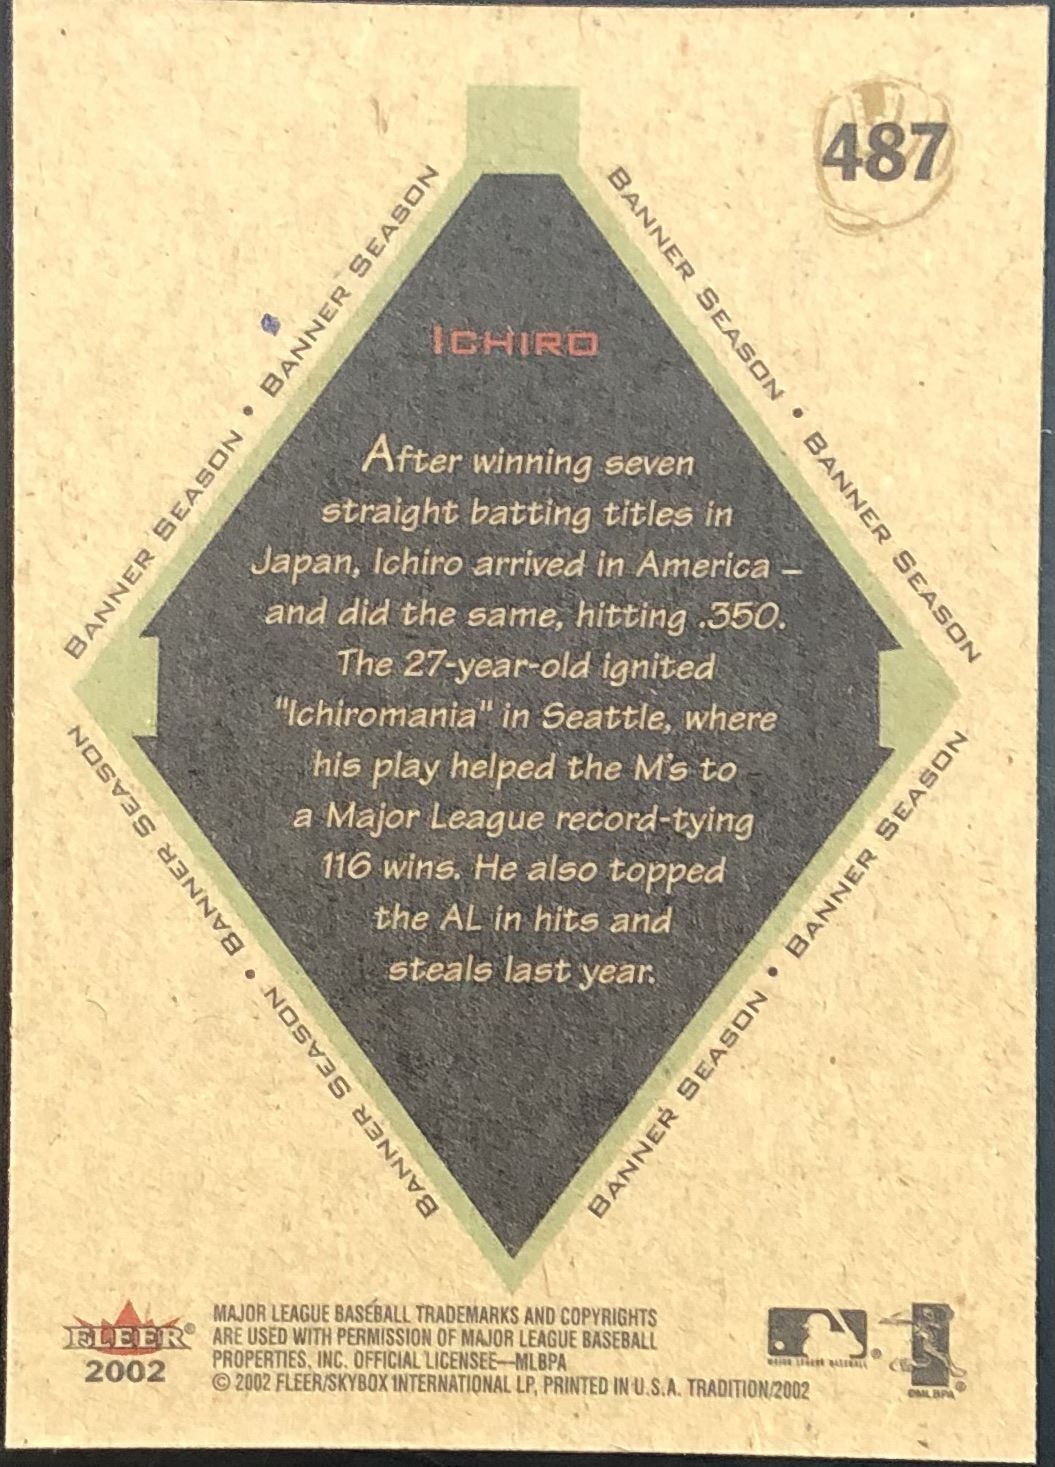 487
BANNER SEASON • BANNER SEASON
BANNER SEASON • BANNER SEASON
ICHIRO
After winning seven
straight batting titles in
Japan, Ichiro arrived in America –
and did the same, hitting .350.
The 27-year-old ignited
"Ichiromania" in Seattle, where
his play helped the M's to
a Major League record-tying
116 wins. He also topped
the AL in hits and
steals last year.
BANNER SEASON • BANNER SEASON
BANNER SEASON • BANNER SEASON
FLEER®
2002
MAJOR LEAGUE BASEBALL TRADEMARKS AND COPYRIGHTS
ARE USED WITH PERMISSION OF MAJOR LEAGUE BASEBALL
PROPERTIES, INC. OFFICIAL LICENSEE—MLBPA
© 2002 FLEER/SKYBOX INTERNATIONAL LP, PRINTED IN U.S.A. TRADITION/2002
MAJOR LEAGUE BASEBALL®
©MLBPA®